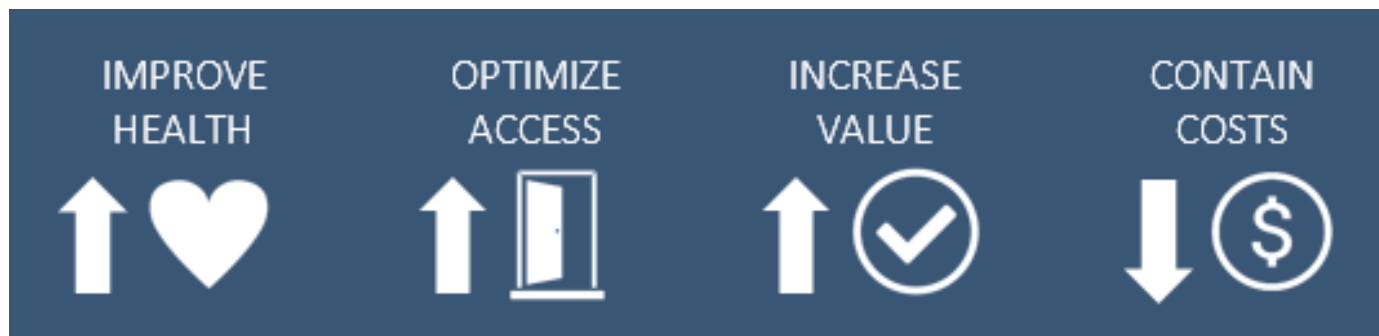 IMPROVE
HEALTH
OPTIMIZE
ACCESS
INCREASE
VALUE
CONTAIN
COSTS
$